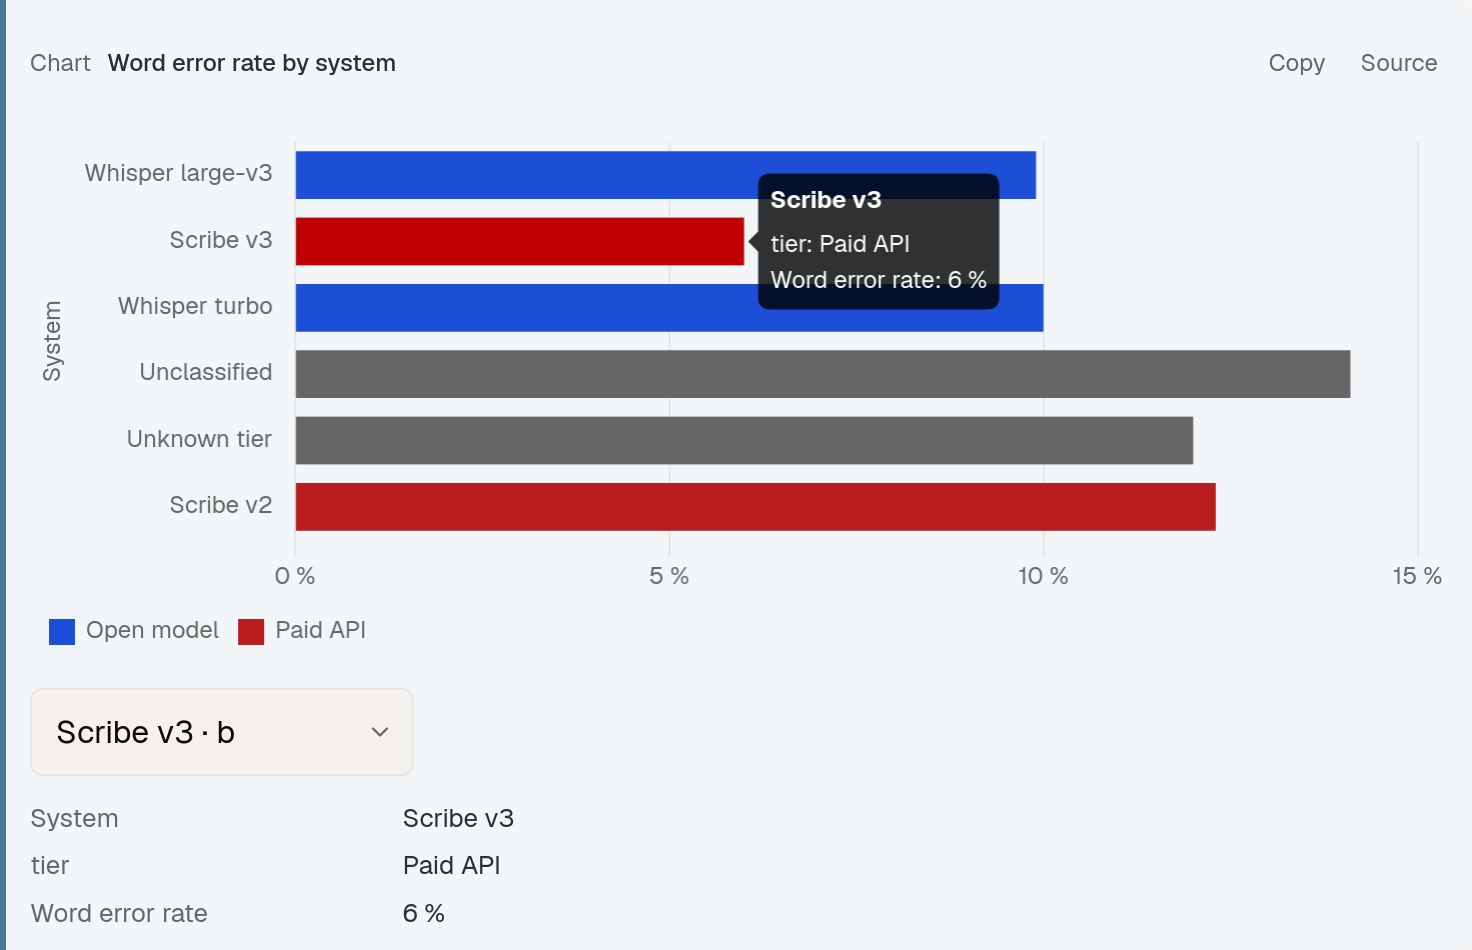 Chart Word error rate by system
Copy Source
Whisper large-v3
Scribe v3
Whisper turbo
Unclassified
Unknown tier
Scribe v2
System
Scribe v3
tier: Paid API
Word error rate: 6 %
0 % 5 % 10 % 15 %
Open model Paid API
Scribe v3 · b
System Scribe v3
tier Paid API
Word error rate 6 %